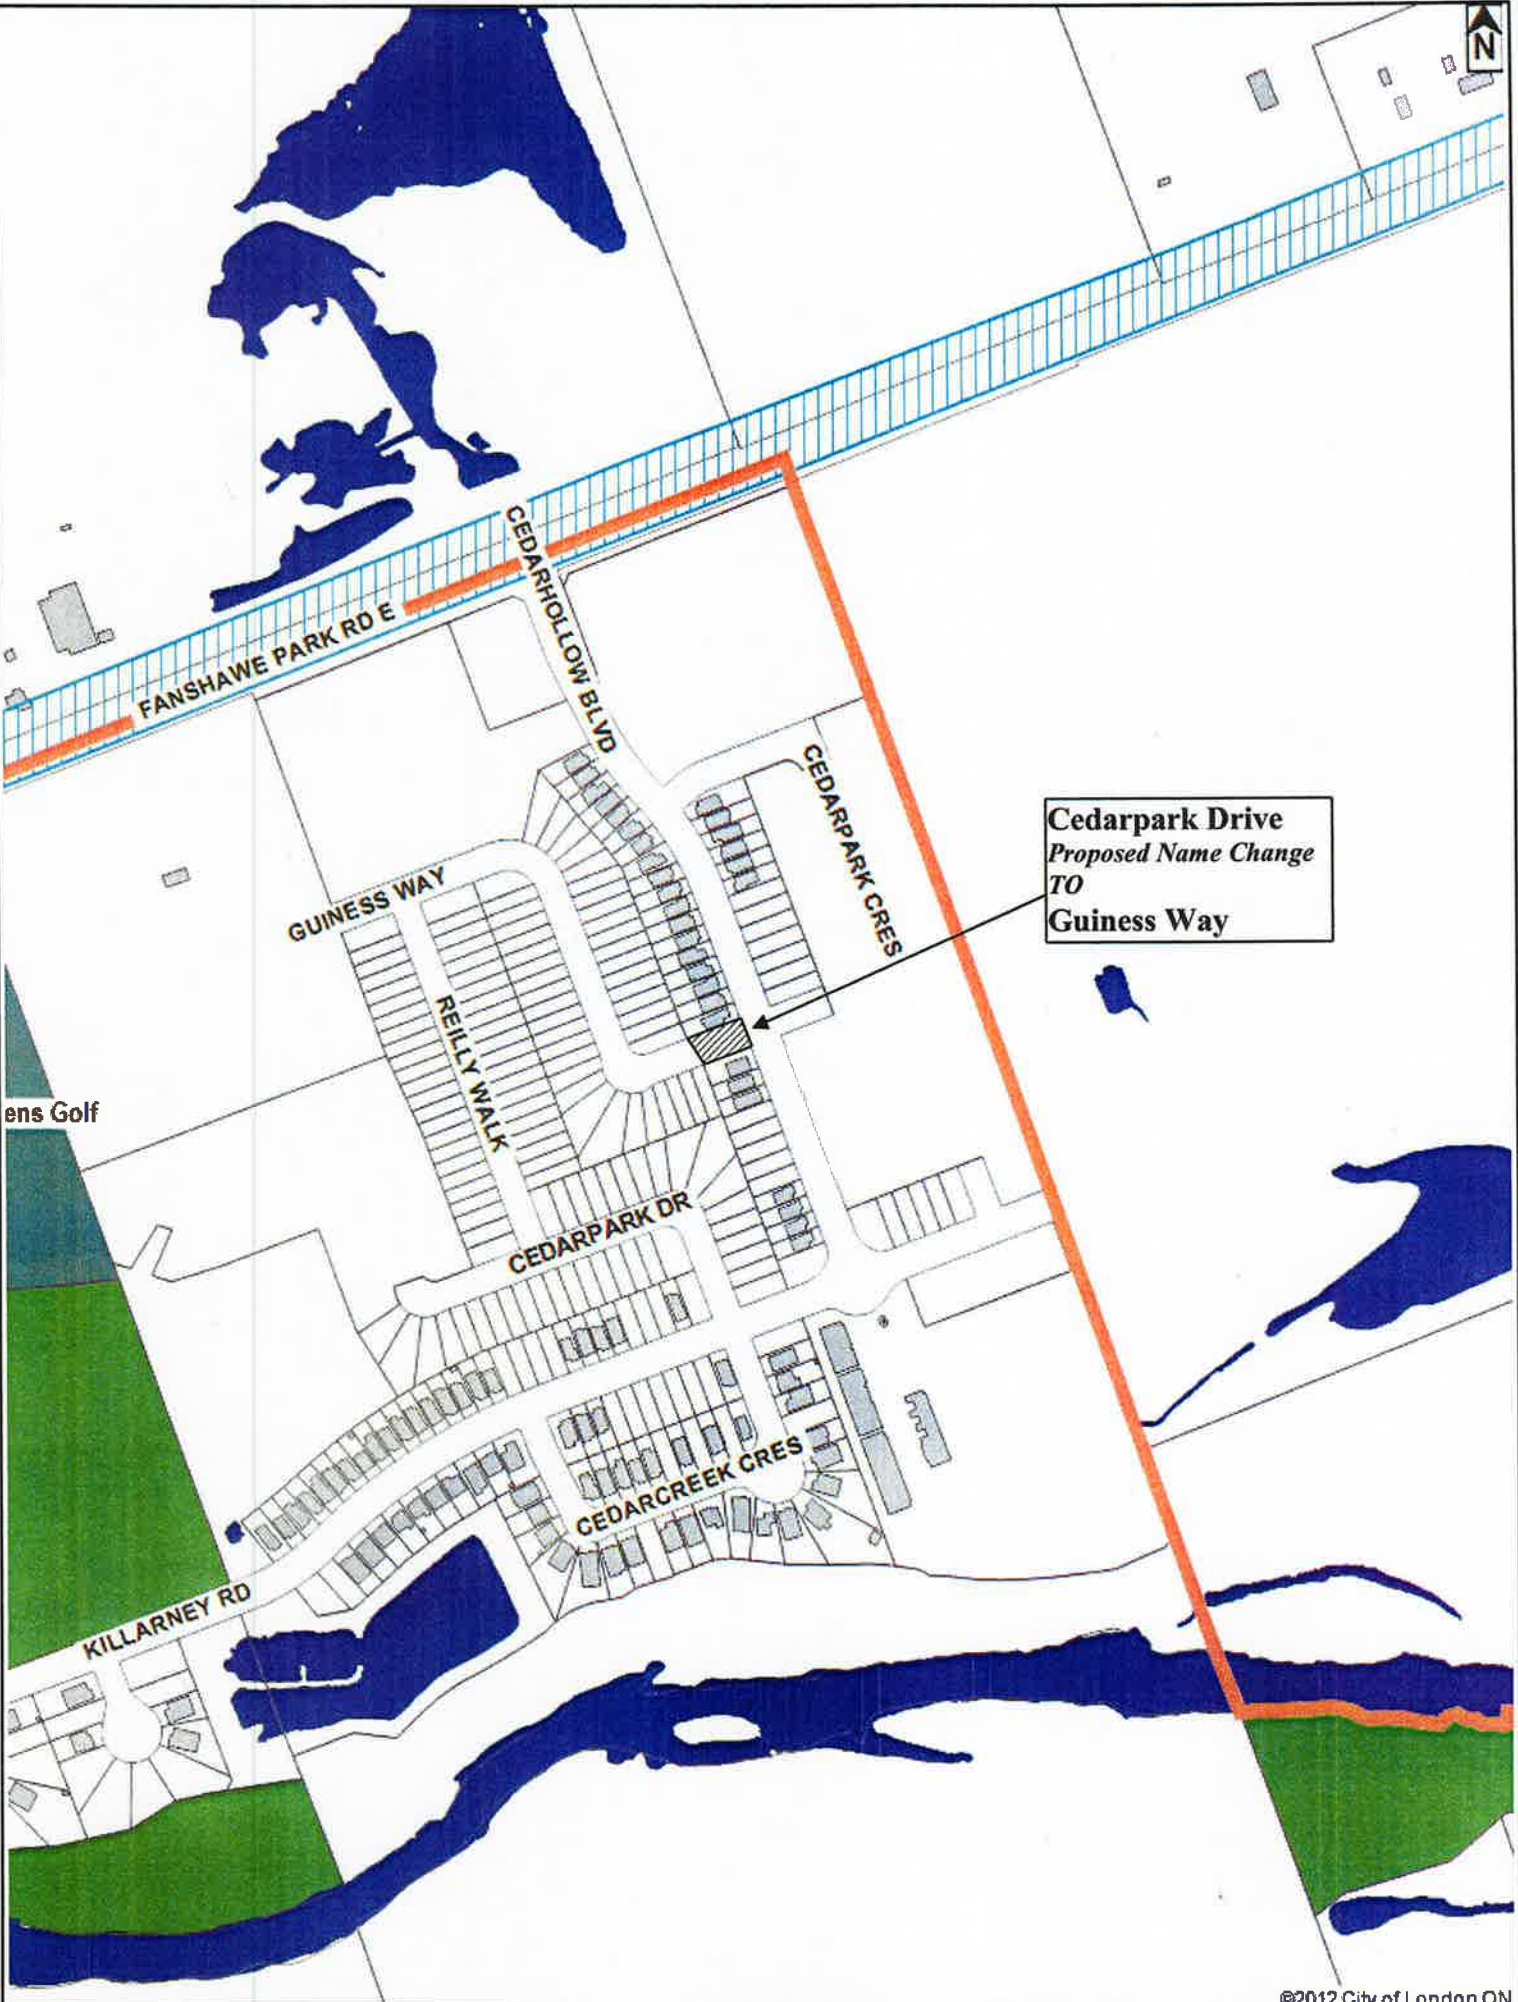 N
CEDARHOLLOW BLVD
FANSHAWE PARK RD E
CEDARPARK CRES
Cedarpark Drive
Proposed Name Change
TO
Guiness Way
GUINESS WAY
REILLY WALK
ens Golf
CEDARPARK DR
CEDARCREEK CRES
KILLARNEY RD
©2012 City of London ON